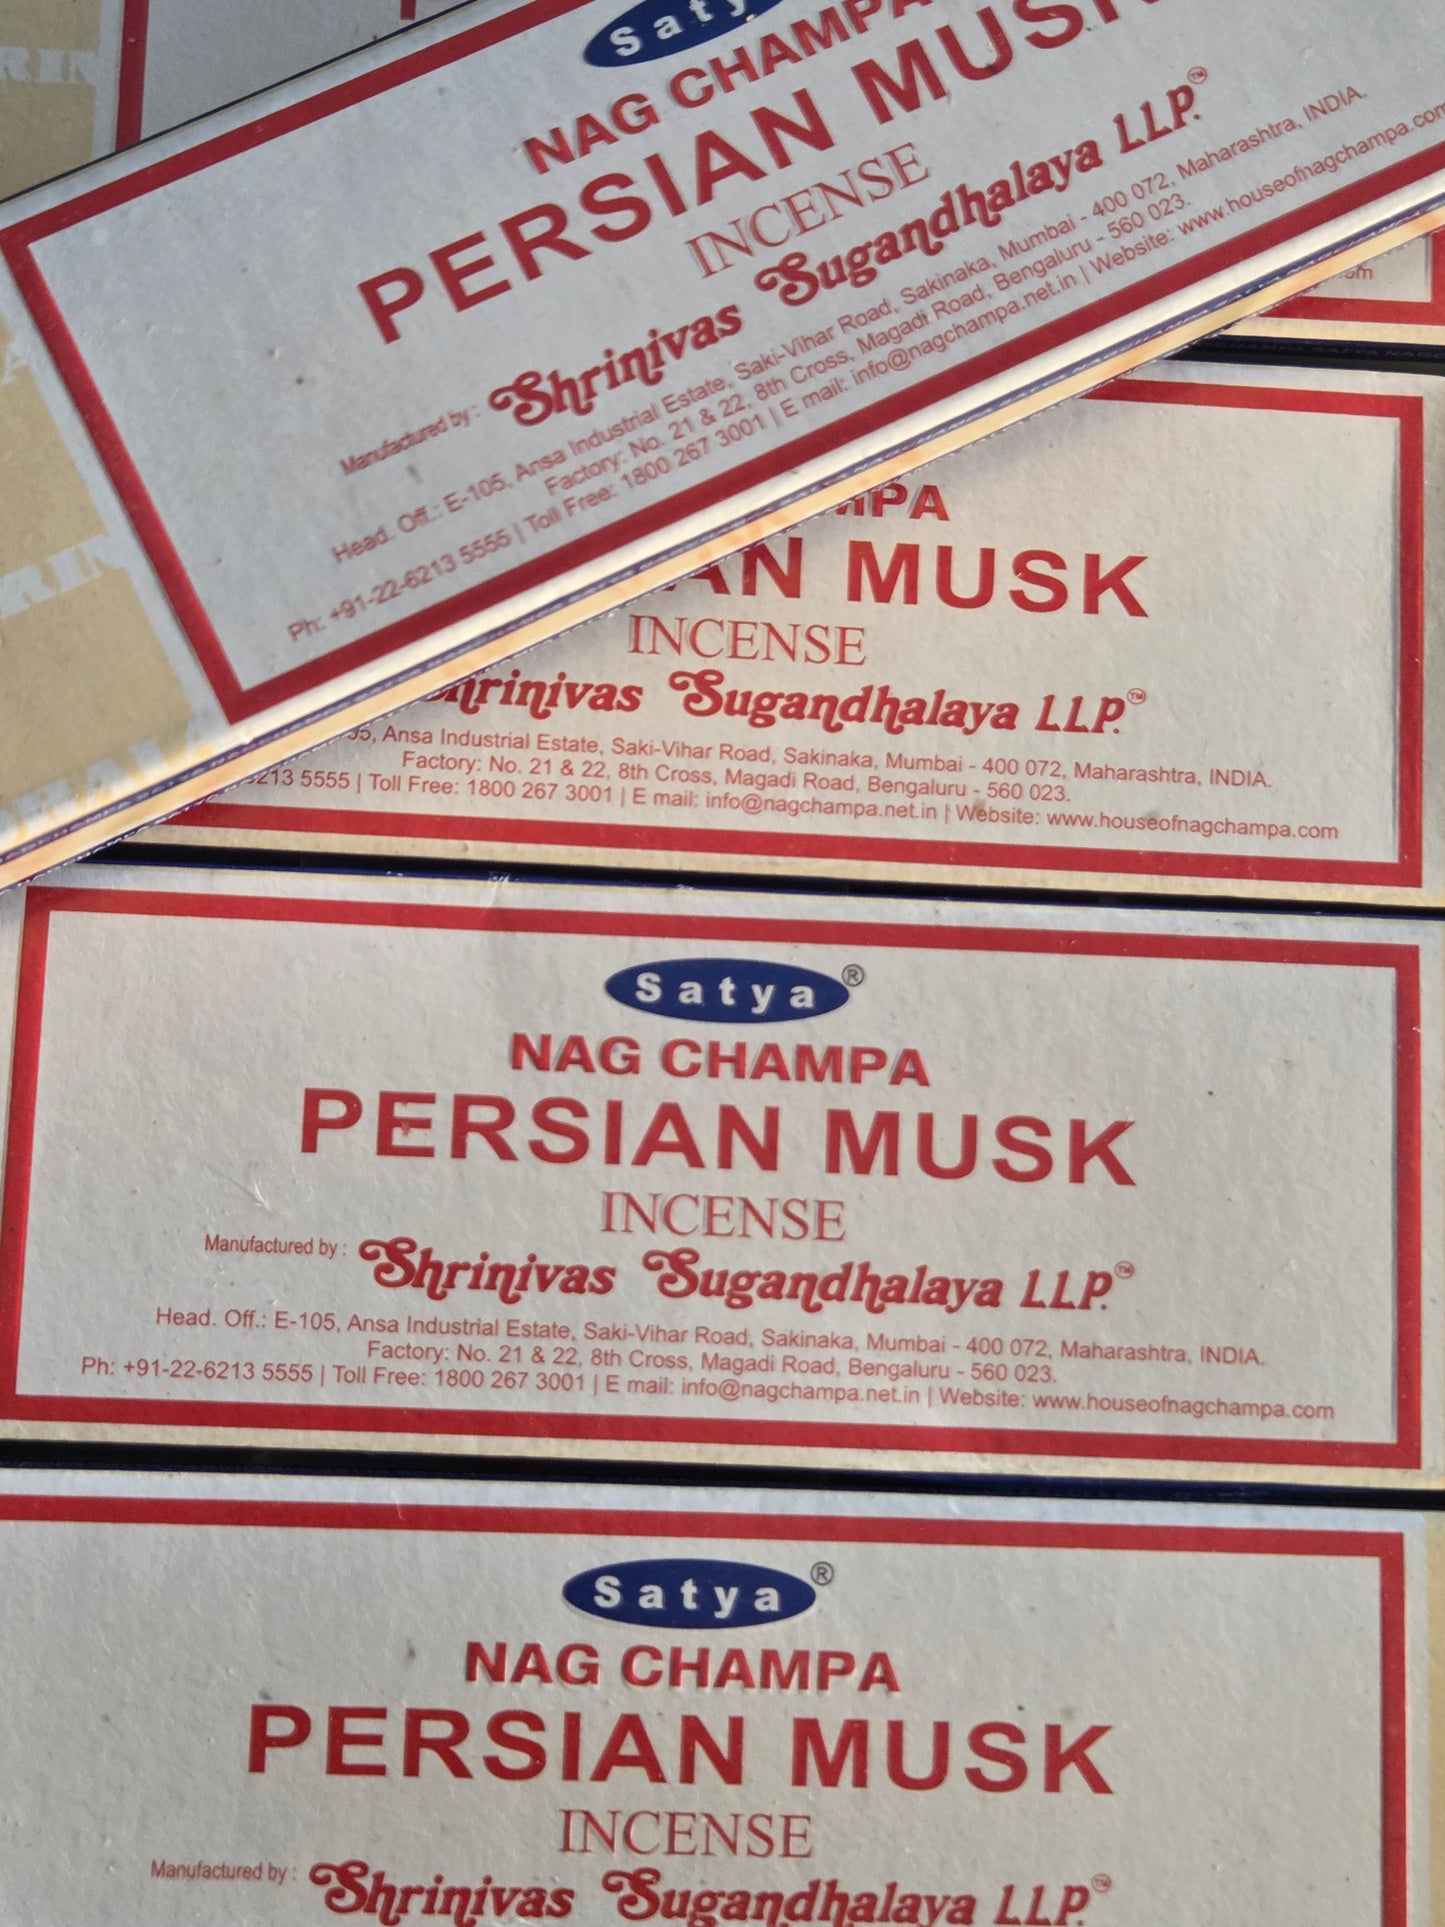 Satya
NAG CHAMPA
PERSIAN MUSK
INCENSE
Manufactured by : Shrinivas Sugandhalaya LLP.™
Head. Off.: E-105, Ansa Industrial Estate, Saki-Vihar Road, Sakinaka, Mumbai - 400 072, Maharashtra, INDIA.
Factory: No. 21 & 22, 8th Cross, Magadi Road, Bengaluru - 560 023.
Ph: +91-22-6213 5555 | Toll Free: 1800 267 3001 | E mail: info@nagchampa.net.in | Website: www.houseofnagchampa.com
MUSK
INCENSE
Sugandhalaya LLP.™
Ansa Industrial Estate, Saki-Vihar Road, Sakinaka, Mumbai - 400 072, Maharashtra, INDIA.
Factory: No. 21 & 22, 8th Cross, Magadi Road, Bengaluru - 560 023.
5555 | Toll Free: 1800 267 3001 | E mail: info@nagchampa.net.in | Website: www.houseofnagchampa.com
Satya®
NAG CHAMPA
PERSIAN MUSK
INCENSE
Manufactured by : Shrinivas Sugandhalaya LLP.™
Head. Off.: E-105, Ansa Industrial Estate, Saki-Vihar Road, Sakinaka, Mumbai - 400 072, Maharashtra, INDIA.
Factory: No. 21 & 22, 8th Cross, Magadi Road, Bengaluru - 560 023.
Ph: +91-22-6213 5555 | Toll Free: 1800 267 3001 | E mail: info@nagchampa.net.in | Website: www.houseofnagchampa.com
Satya®
NAG CHAMPA
PERSIAN MUSK
INCENSE
Manufactured by : Shrinivas Sugandhalaya LLP.™